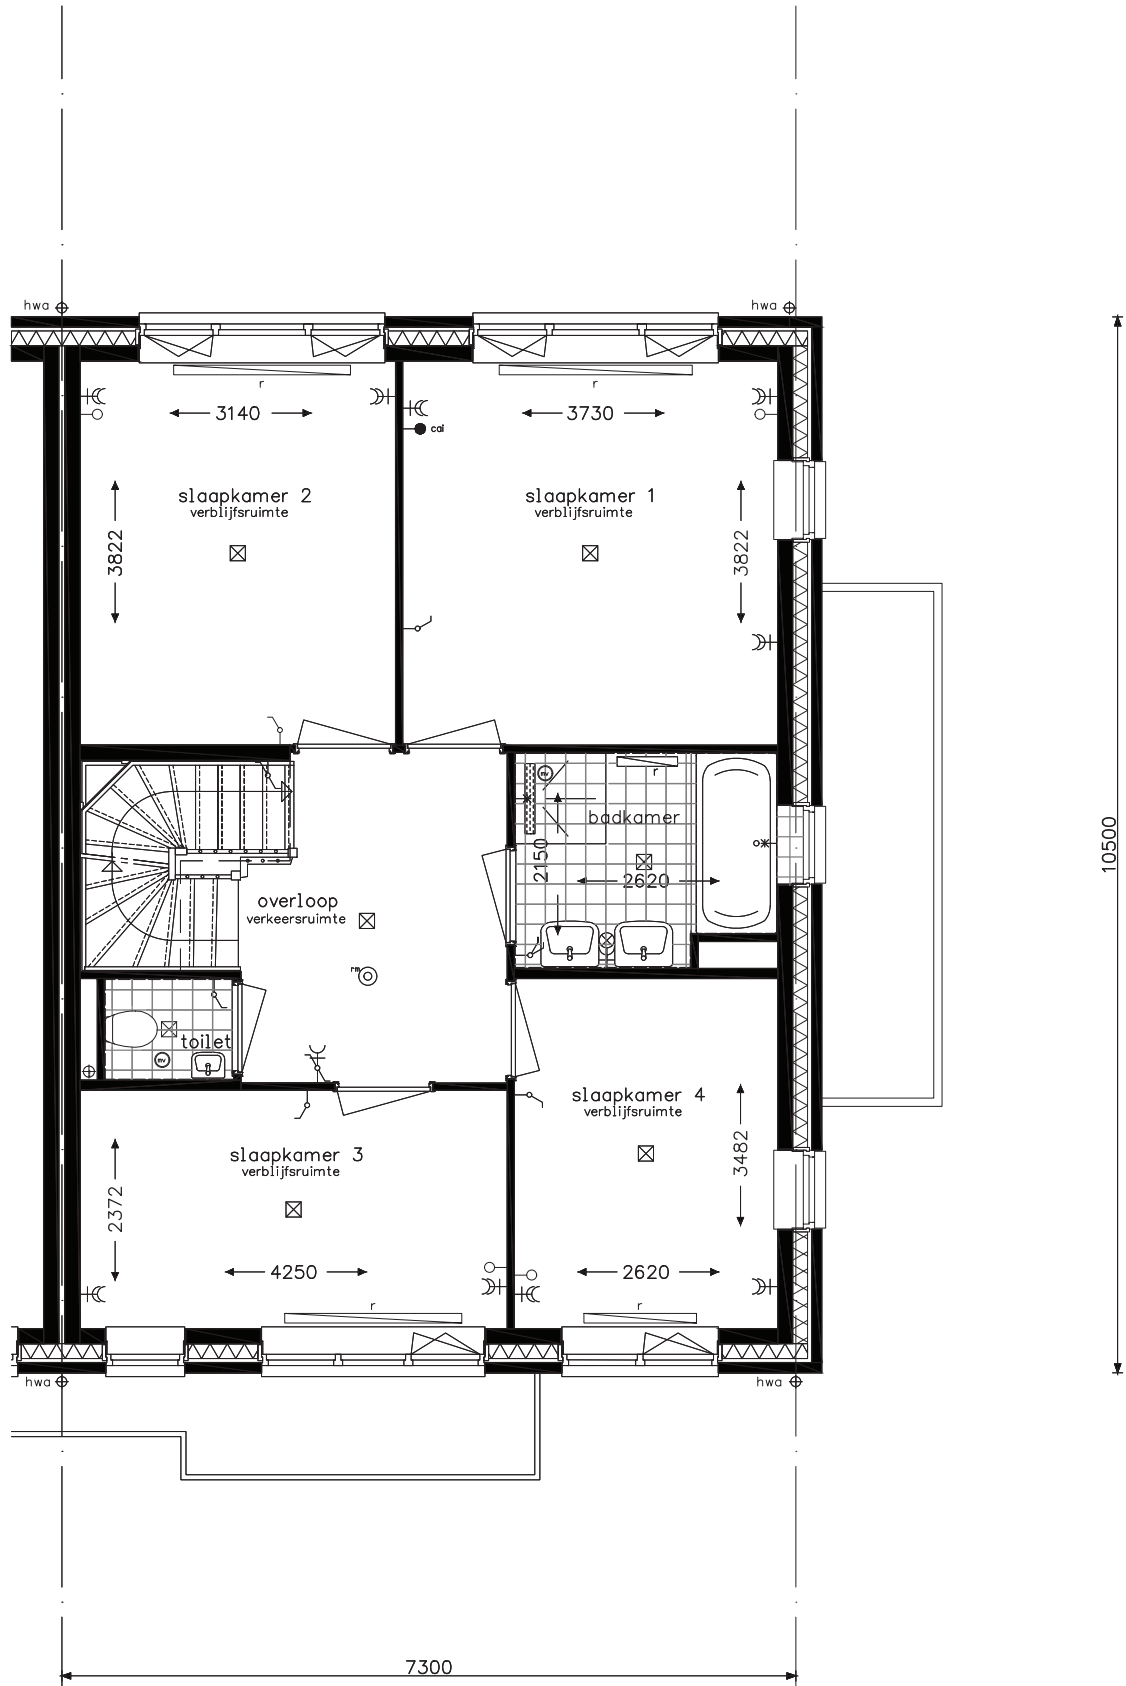 hwa
hwa
r
r
3140
3730
cai
slaapkamer 2
verblijfsruimte
slaapkamer 1
verblijfsruimte
3822
3822
mv
r
badkamer
2150
2620
10500
overloop
verkeersruimte
rm
toilet
mv
slaapkamer 4
verblijfsruimte
slaapkamer 3
verblijfsruimte
3482
2372
4250
2620
r
r
hwa
hwa
7300